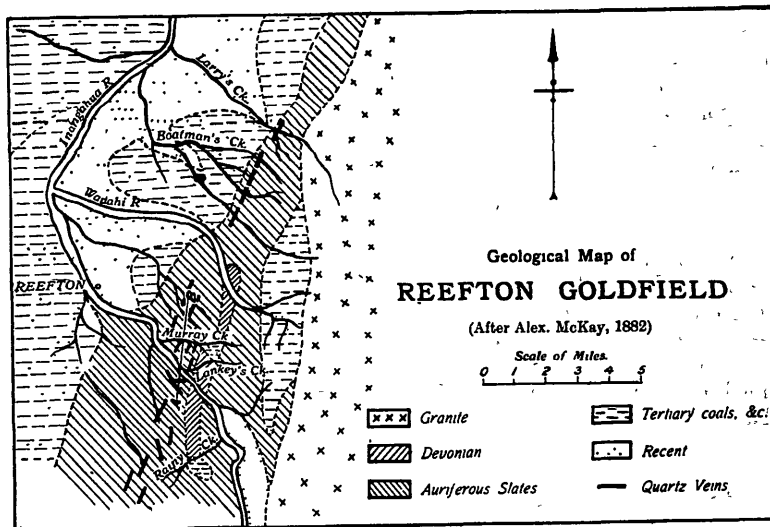 Inangahua R
Larry's Ck.
Boatman's Ck.
Waitahi R
REEFTON
Murray Ck
Lankey's Ck.
Rainy Ck.
Geological Map of
REEFTON GOLDFIELD
(After Alex. McKay, 1882)
Scale of Miles.
0 1 2 3 4 5
Granite
Devonian
Auriferous Slates
Tertiary coals, &c.
Recent
Quartz Veins